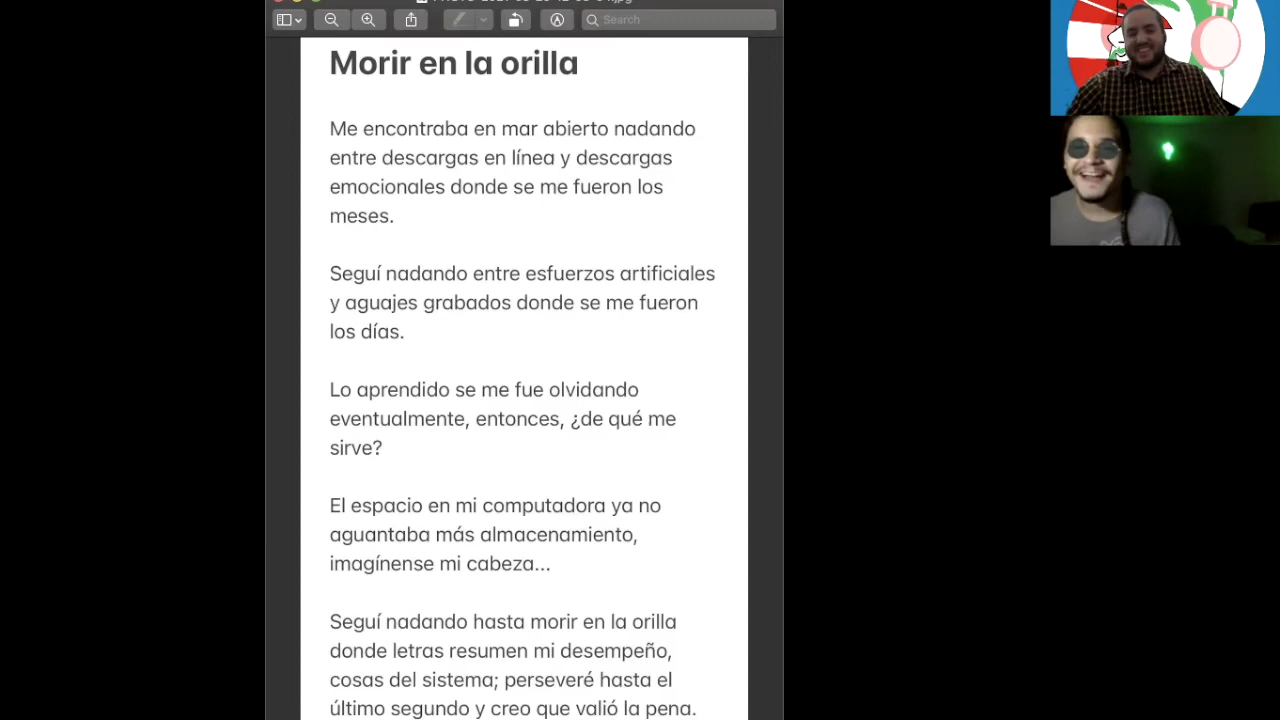 Search
Morir en la orilla
Me encontraba en mar abierto nadando
entre descargas en línea y descargas
emocionales donde se me fueron los
meses.
Seguí nadando entre esfuerzos artificiales
y aguajes grabados donde se me fueron
los días.
Lo aprendido se me fue olvidando
eventualmente, entonces, ¿de qué me
sirve?
El espacio en mi computadora ya no
aguantaba más almacenamiento,
imagínense mi cabeza...
Seguí nadando hasta morir en la orilla
donde letras resumen mi desempeño,
cosas del sistema; perseveré hasta el
último segundo y creo que valió la pena.